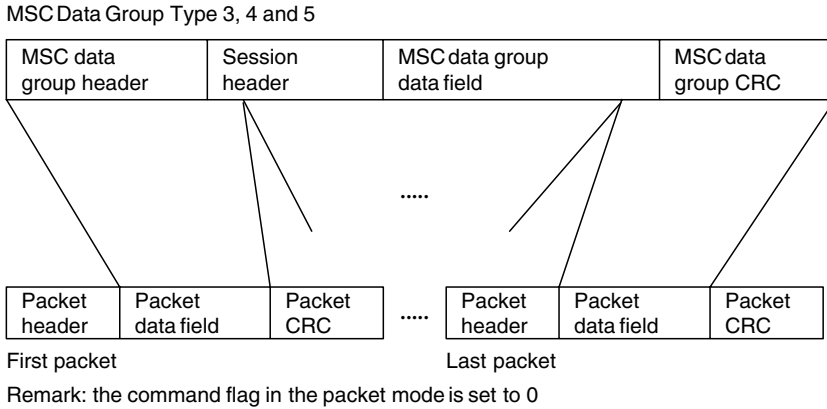 MSC Data Group Type 3, 4 and 5
MSC data group header
Session header
MSC data group data field
MSC data group CRC
.....
Packet header
Packet data field
Packet CRC
.....
Packet header
Packet data field
Packet CRC
First packet
Last packet
Remark: the command flag in the packet mode is set to 0